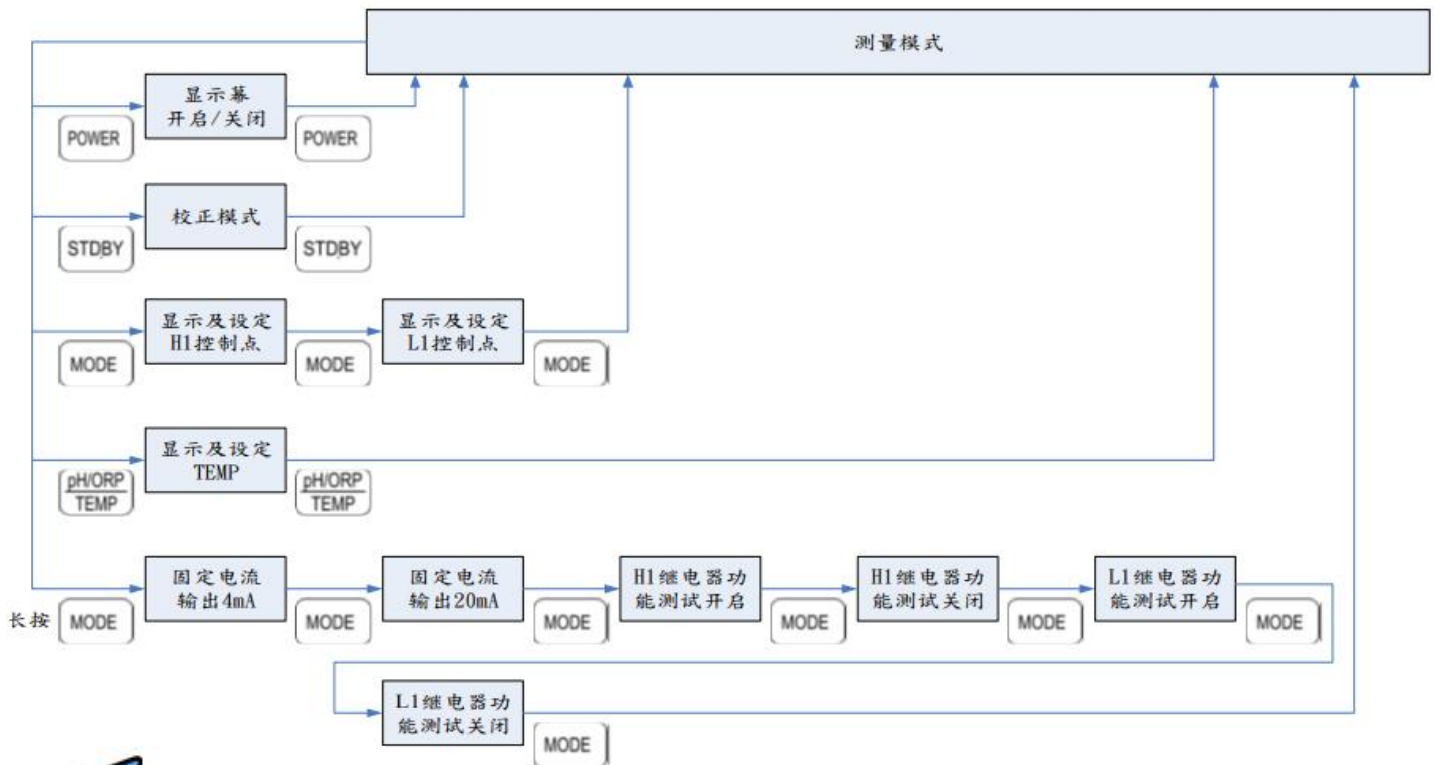 测量模式
显示幕
开启/关闭
POWER
POWER
校正模式
STDBY
STDBY
显示及设定
H1控制点
显示及设定
L1控制点
MODE
MODE
MODE
显示及设定
TEMP
pH/ORP
TEMP
pH/ORP
TEMP
固定电流
输出4mA
固定电流
输出20mA
H1继电器功
能测试开启
H1继电器功
能测试关闭
L1继电器功
能测试开启
长按
MODE
MODE
MODE
MODE
MODE
MODE
L1继电器功
能测试关闭
MODE